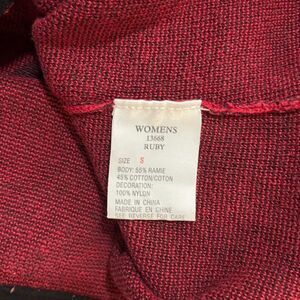 WOMENS
13668
RUBY
SIZE S
BODY: 55% RAMIE
45% COTTON/COTON
DECORATION:
100% NYLON
MADE IN CHINA
FABRIQUE EN CHINE
SEE REVERSE FOR CARE